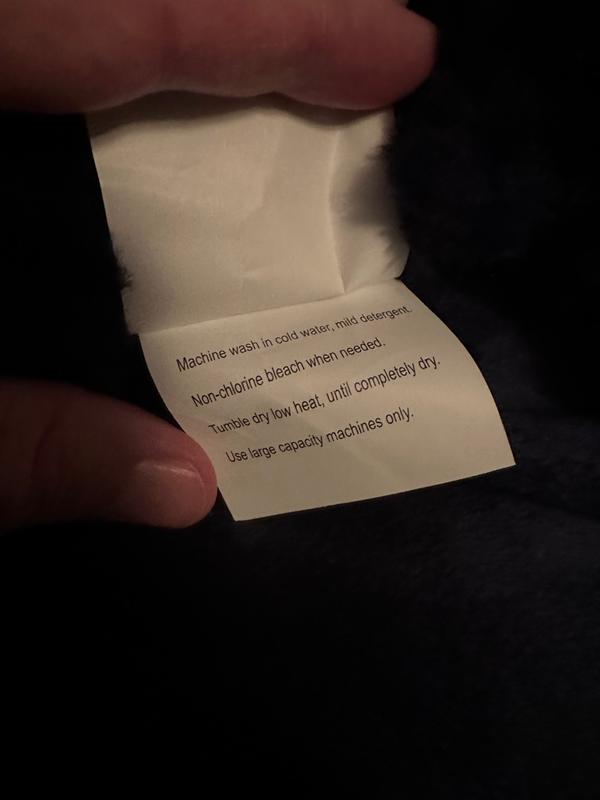 Machine wash in cold water, mild detergent.
Non-chlorine bleach when needed.
Tumble dry low heat, until completely dry.
Use large capacity machines only.